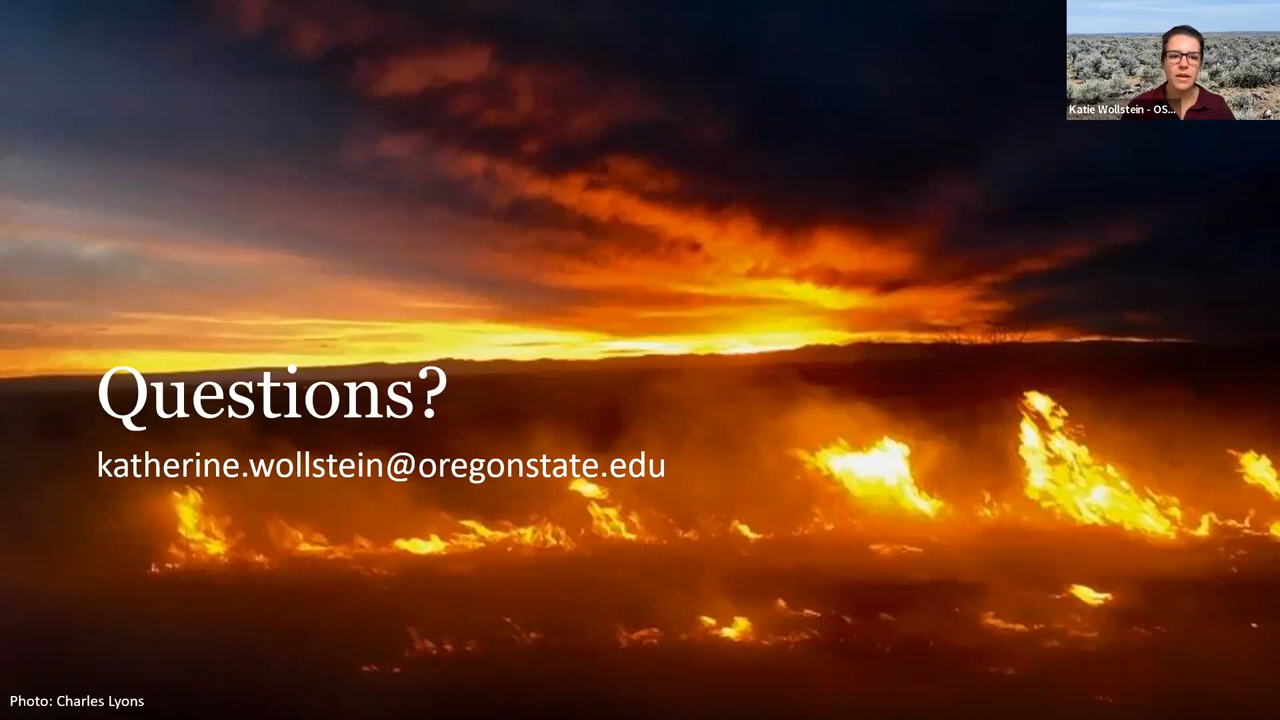 Katie Wollstein - OS...
Questions?
katherine.wollstein@oregonstate.edu
Photo: Charles Lyons